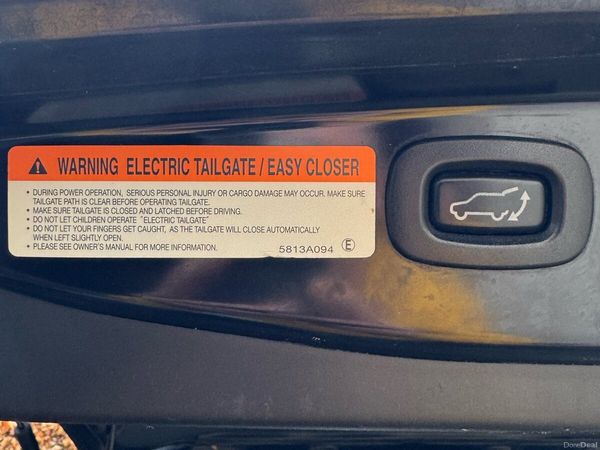 WARNING ELECTRIC TAILGATE / EASY CLOSER
• DURING POWER OPERATION, SERIOUS PERSONAL INJURY OR CARGO DAMAGE MAY OCCUR. MAKE SURE
TAILGATE PATH IS CLEAR BEFORE OPERATING TAILGATE.
• MAKE SURE TAILGATE IS CLOSED AND LATCHED BEFORE DRIVING.
• DO NOT LET CHILDREN OPERATE “ELECTRIC TAILGATE”
• DO NOT LET YOUR FINGERS GET CAUGHT, AS THE TAILGATE WILL CLOSE AUTOMATICALLY
WHEN LEFT SLIGHTLY OPEN.
• PLEASE SEE OWNER'S MANUAL FOR MORE INFORMATION. 5813A094 Ⓔ
DoneDeal